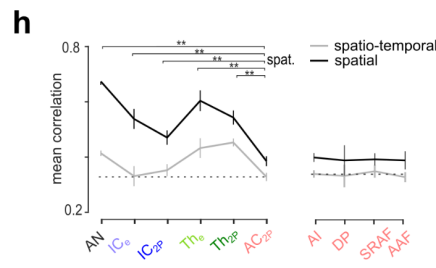 h
0.8
**
**
** spat.
**
**
spatio-temporal
spatial
mean correlation
0.2
AN
ICe
IC2P
The
Th2P
AC2P
AI
DP
SRAF
AAF